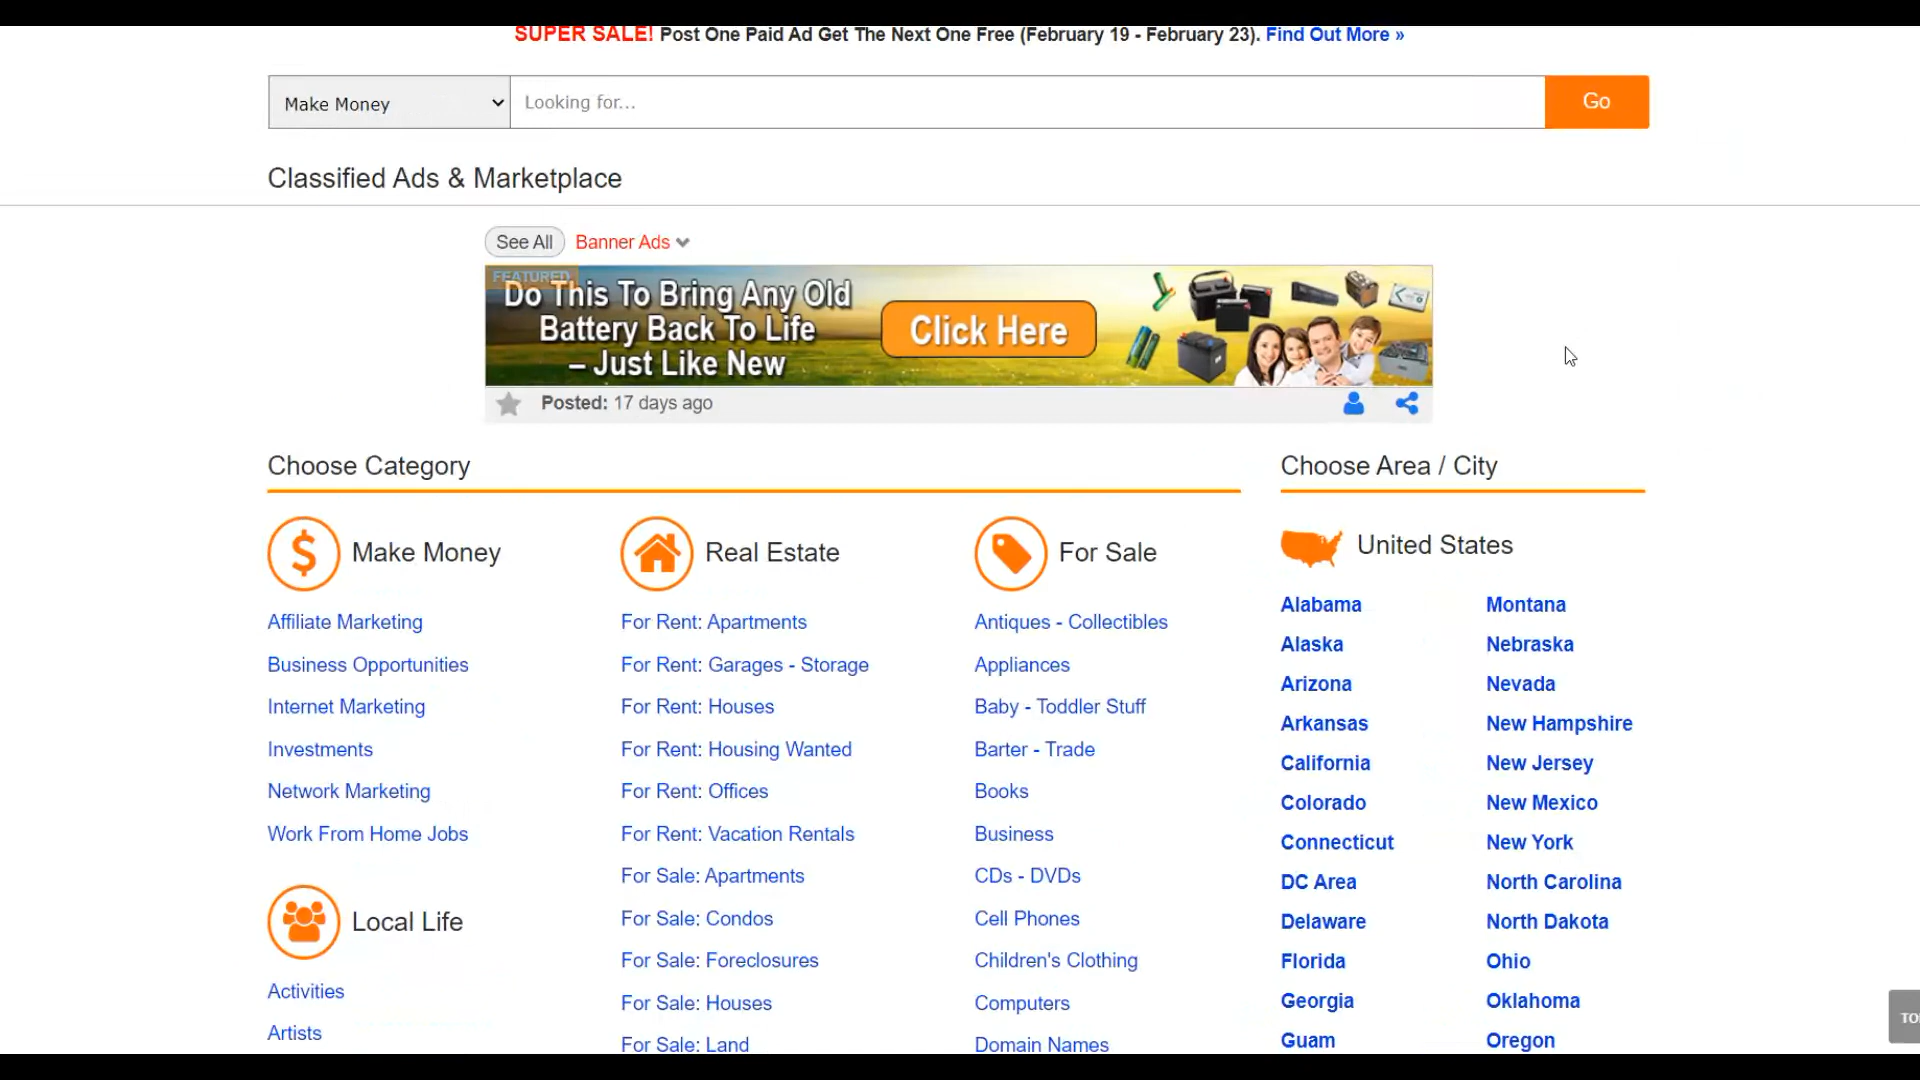 SUPER SALE! Post One Paid Ad Get The Next One Free (February 19 - February 23). Find Out More »
Make Money
Looking for...
Go
Classified Ads & Marketplace
See All
Banner Ads
FEATURED
Do This To Bring Any Old
Battery Back To Life
– Just Like New
Click Here
Posted: 17 days ago
Choose Category
Make Money
Affiliate Marketing
Business Opportunities
Internet Marketing
Investments
Network Marketing
Work From Home Jobs
Local Life
Activities
Artists
Real Estate
For Rent: Apartments
For Rent: Garages - Storage
For Rent: Houses
For Rent: Housing Wanted
For Rent: Offices
For Rent: Vacation Rentals
For Sale: Apartments
For Sale: Condos
For Sale: Foreclosures
For Sale: Houses
For Sale: Land
For Sale
Antiques - Collectibles
Appliances
Baby - Toddler Stuff
Barter - Trade
Books
Business
CDs - DVDs
Cell Phones
Children's Clothing
Computers
Domain Names
Choose Area / City
United States
Alabama
Alaska
Arizona
Arkansas
California
Colorado
Connecticut
DC Area
Delaware
Florida
Georgia
Guam
Montana
Nebraska
Nevada
New Hampshire
New Jersey
New Mexico
New York
North Carolina
North Dakota
Ohio
Oklahoma
Oregon